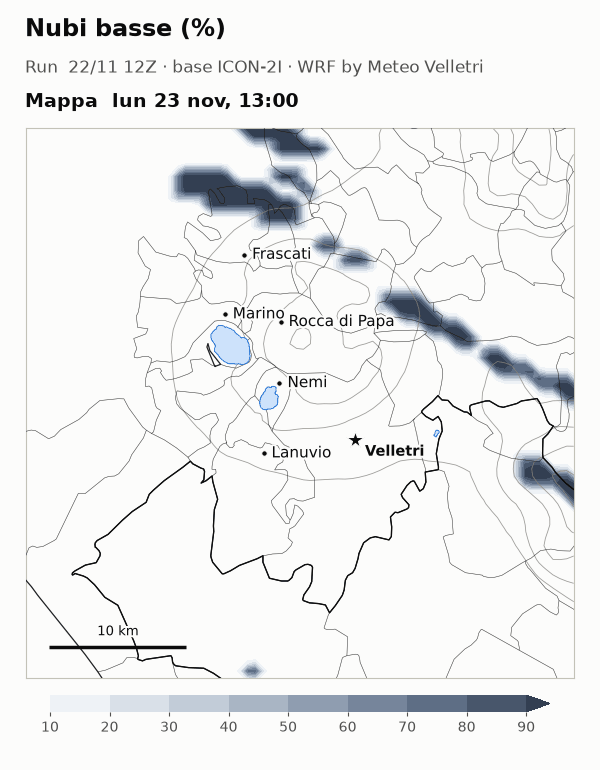 Nubi basse (%)
Run  22/11 12Z · base ICON-2I · WRF by Meteo Velletri
Mappa  lun 23 nov, 13:00
Frascati
Marino
Rocca di Papa
Nemi
Velletri
Lanuvio
10 km
10 20 30 40 50 60 70 80 90